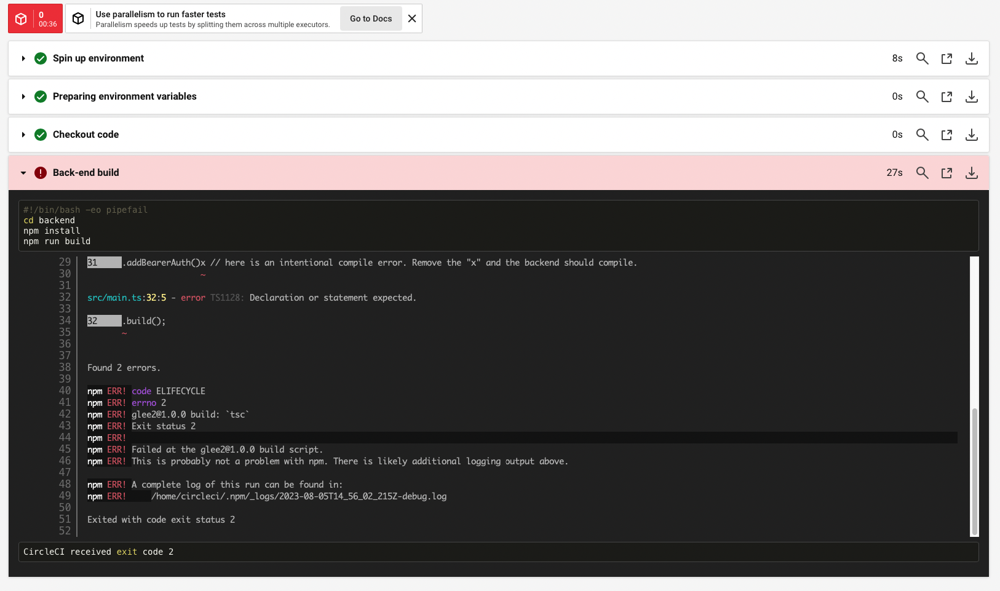 0
00:36
Use parallelism to run faster tests
Parallelism speeds up tests by splitting them across multiple executors.
Go to Docs
Spin up environment 8s
Preparing environment variables 0s
Checkout code 0s
Back-end build 27s
#!/bin/bash -eo pipefail
cd backend
npm install
npm run build
29 31 .addBearerAuth()x // here is an intentional compile error. Remove the "x" and the backend should compile.
30 ~
31
32 src/main.ts:32:5 - error TS1128: Declaration or statement expected.
33
34 32 .build();
35 ~
36
37
38 Found 2 errors.
39
40 npm ERR! code ELIFECYCLE
41 npm ERR! errno 2
42 npm ERR! glee2@1.0.0 build: `tsc`
43 npm ERR! Exit status 2
44 npm ERR!
45 npm ERR! Failed at the glee2@1.0.0 build script.
46 npm ERR! This is probably not a problem with npm. There is likely additional logging output above.
47
48 npm ERR! A complete log of this run can be found in:
49 npm ERR! /home/circleci/.npm/_logs/2023-08-05T14_56_02_215Z-debug.log
50
51 Exited with code exit status 2
52
CircleCI received exit code 2